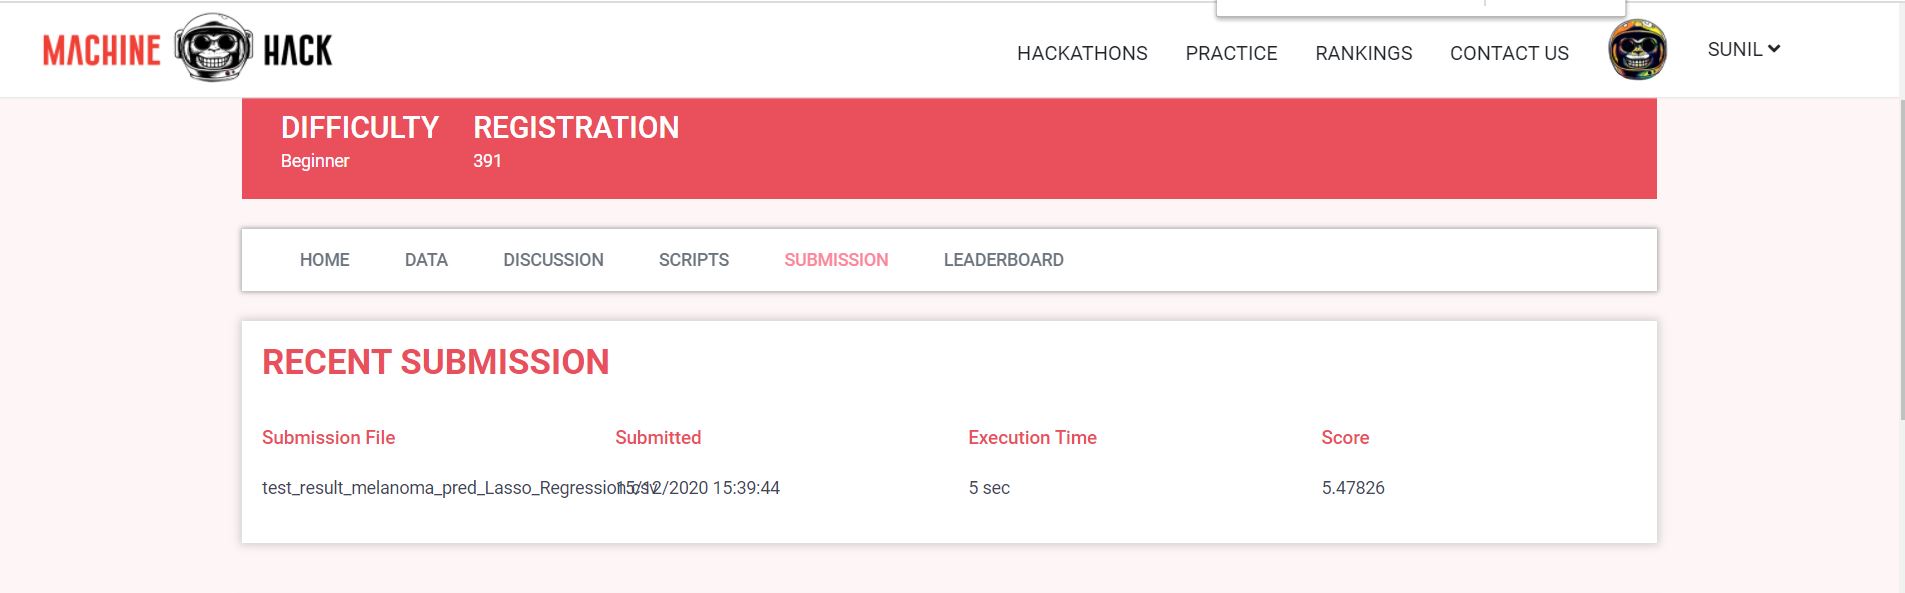 MACHINE HACK
HACKATHONS PRACTICE RANKINGS CONTACT US SUNIL
DIFFICULTY REGISTRATION
Beginner 391
HOME DATA DISCUSSION SCRIPTS SUBMISSION LEADERBOARD
RECENT SUBMISSION
Submission File Submitted Execution Time Score
test_result_melanoma_pred_Lasso_Regression.csv 15/12/2020 15:39:44 5 sec 5.47826